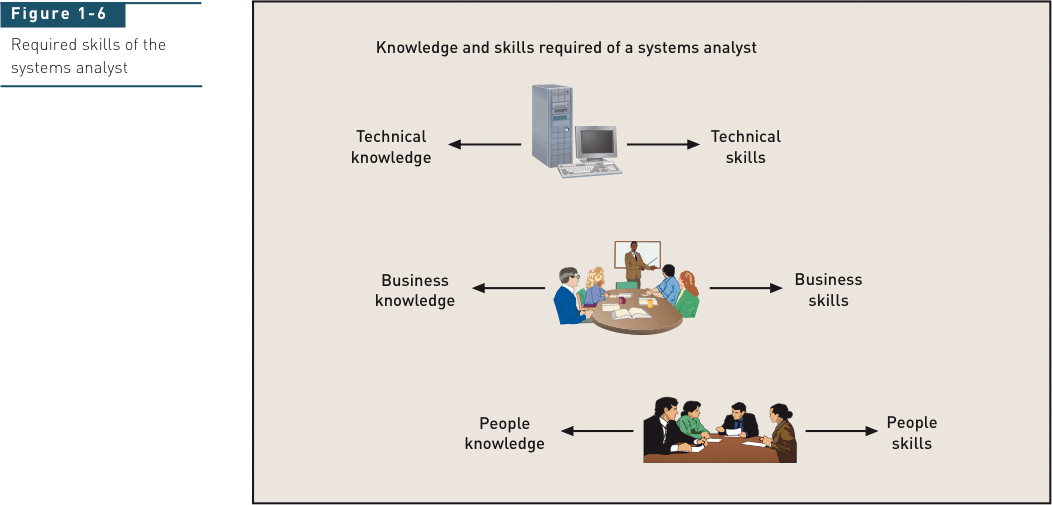 Figure 1-6
Required skills of the
systems analyst
Knowledge and skills required of a systems analyst
Technical
knowledge
Technical
skills
Business
knowledge
Business
skills
People
knowledge
People
skills